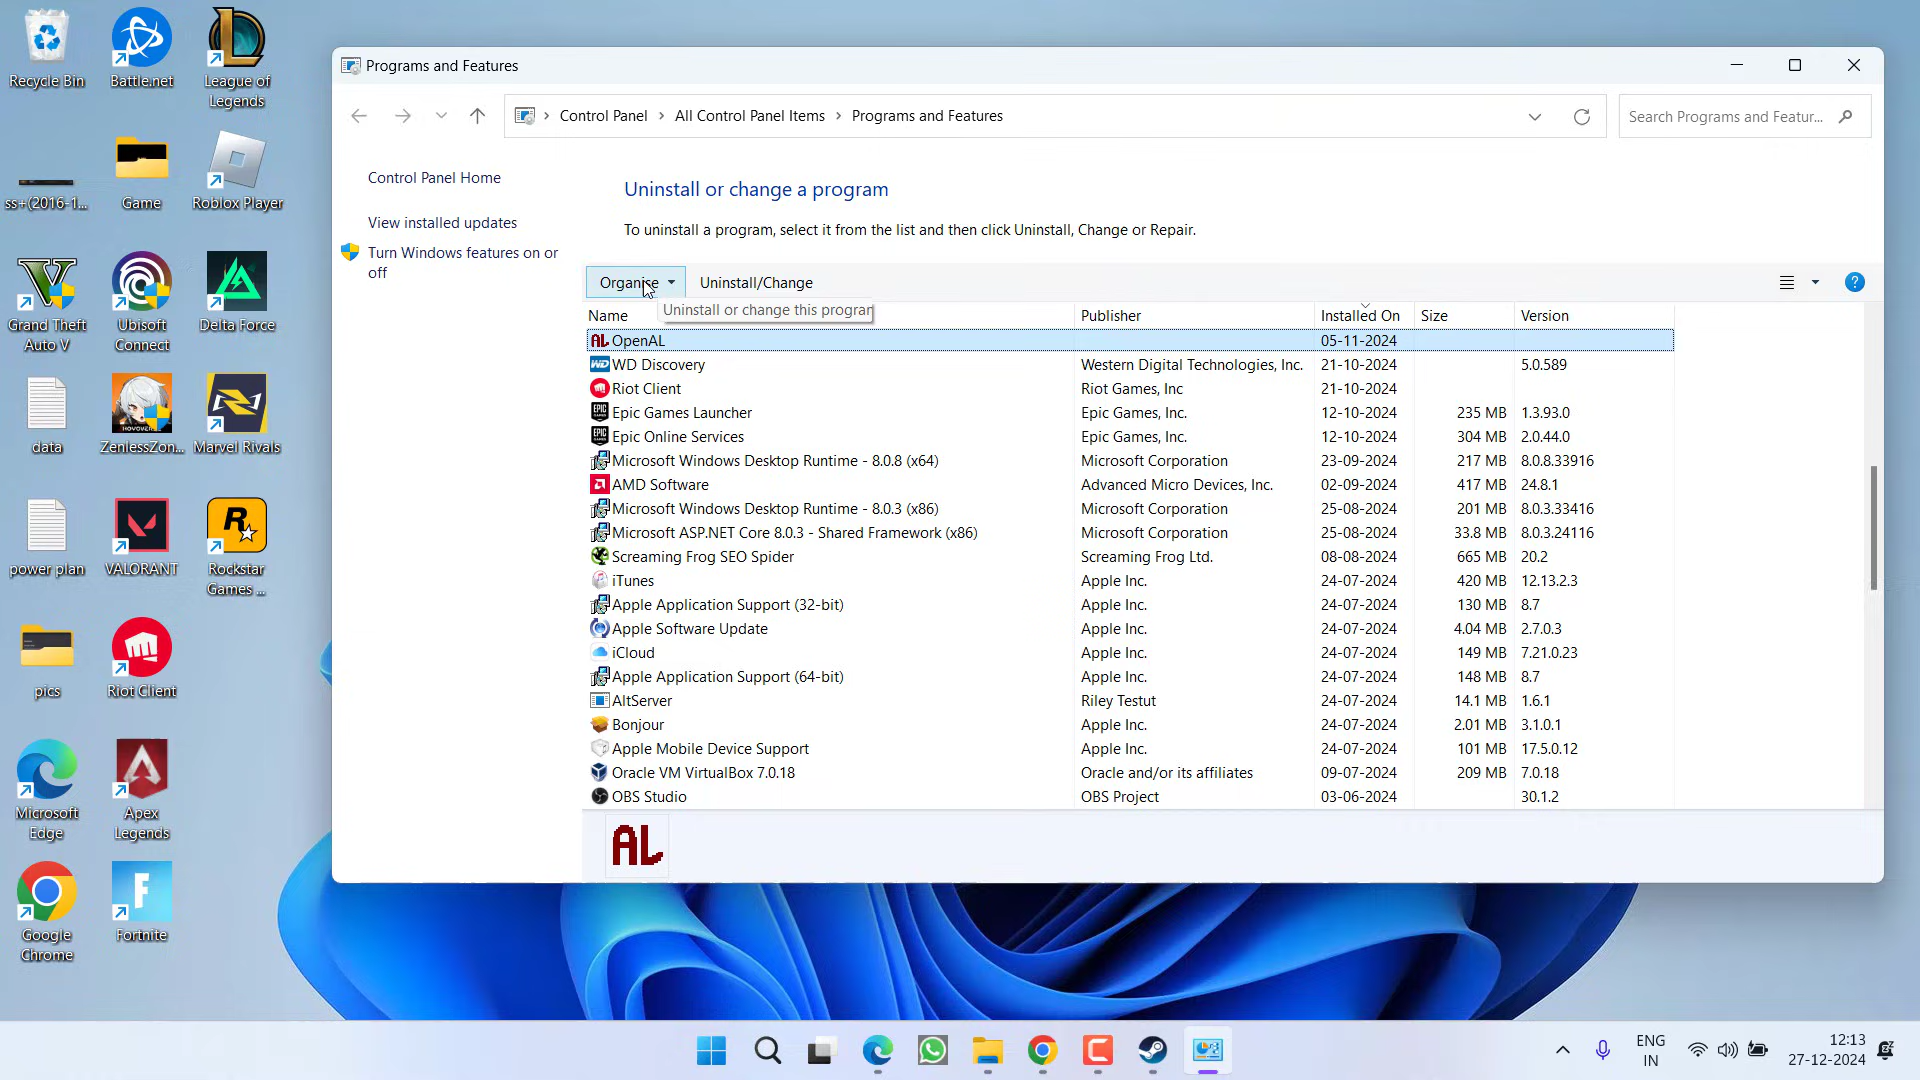 Recycle Bin
Battle.net
League of
Legends
ss+(2016-1...
Game
Roblox Player
Grand Theft
Auto V
Ubisoft
Connect
Delta Force
data
ZenlessZon...
Marvel Rivals
power plan
VALORANT
Rockstar
Games ...
pics
Riot Client
Microsoft
Edge
Apex
Legends
Google
Chrome
Fortnite
Programs and Features
Control Panel
All Control Panel Items
Programs and Features
Search Programs and Featur...
Control Panel Home
View installed updates
Turn Windows features on or
off
Uninstall or change a program
To uninstall a program, select it from the list and then click Uninstall, Change or Repair.
Organise Uninstall/Change
Uninstall or change this program
Name Publisher Installed On Size Version
OpenAL 05-11-2024
WD Discovery Western Digital Technologies, Inc. 21-10-2024 5.0.589
Riot Client Riot Games, Inc 21-10-2024
Epic Games Launcher Epic Games, Inc. 12-10-2024 235 MB 1.3.93.0
Epic Online Services Epic Games, Inc. 12-10-2024 304 MB 2.0.44.0
Microsoft Windows Desktop Runtime - 8.0.8 (x64) Microsoft Corporation 23-09-2024 217 MB 8.0.8.33916
AMD Software Advanced Micro Devices, Inc. 02-09-2024 417 MB 24.8.1
Microsoft Windows Desktop Runtime - 8.0.3 (x86) Microsoft Corporation 25-08-2024 201 MB 8.0.3.33416
Microsoft ASP.NET Core 8.0.3 - Shared Framework (x86) Microsoft Corporation 25-08-2024 33.8 MB 8.0.3.24116
Screaming Frog SEO Spider Screaming Frog Ltd. 08-08-2024 665 MB 20.2
iTunes Apple Inc. 24-07-2024 420 MB 12.13.2.3
Apple Application Support (32-bit) Apple Inc. 24-07-2024 130 MB 8.7
Apple Software Update Apple Inc. 24-07-2024 4.04 MB 2.7.0.3
iCloud Apple Inc. 24-07-2024 149 MB 7.21.0.23
Apple Application Support (64-bit) Apple Inc. 24-07-2024 148 MB 8.7
AltServer Riley Testut 24-07-2024 14.1 MB 1.6.1
Bonjour Apple Inc. 24-07-2024 2.01 MB 3.1.0.1
Apple Mobile Device Support Apple Inc. 24-07-2024 101 MB 17.5.0.12
Oracle VM VirtualBox 7.0.18 Oracle and/or its affiliates 09-07-2024 209 MB 7.0.18
OBS Studio OBS Project 03-06-2024 30.1.2
AL
ENG
IN
12:13
27-12-2024